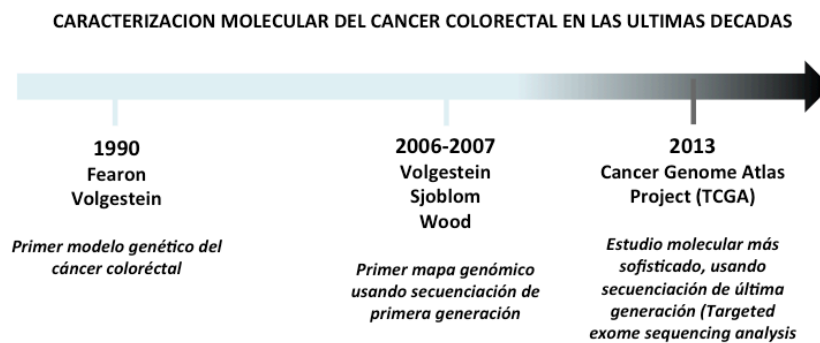 CARACTERIZACION MOLECULAR DEL CANCER COLORECTAL EN LAS ULTIMAS DECADAS
1990
Fearon
Volgestein
Primer modelo genético del
cáncer coloréctal
2006-2007
Volgestein
Sjoblom
Wood
Primer mapa genómico
usando secuenciación de
primera generación
2013
Cancer Genome Atlas
Project (TCGA)
Estudio molecular más
sofisticado, usando
secuenciación de última
generación (Targeted
exome sequencing analysis